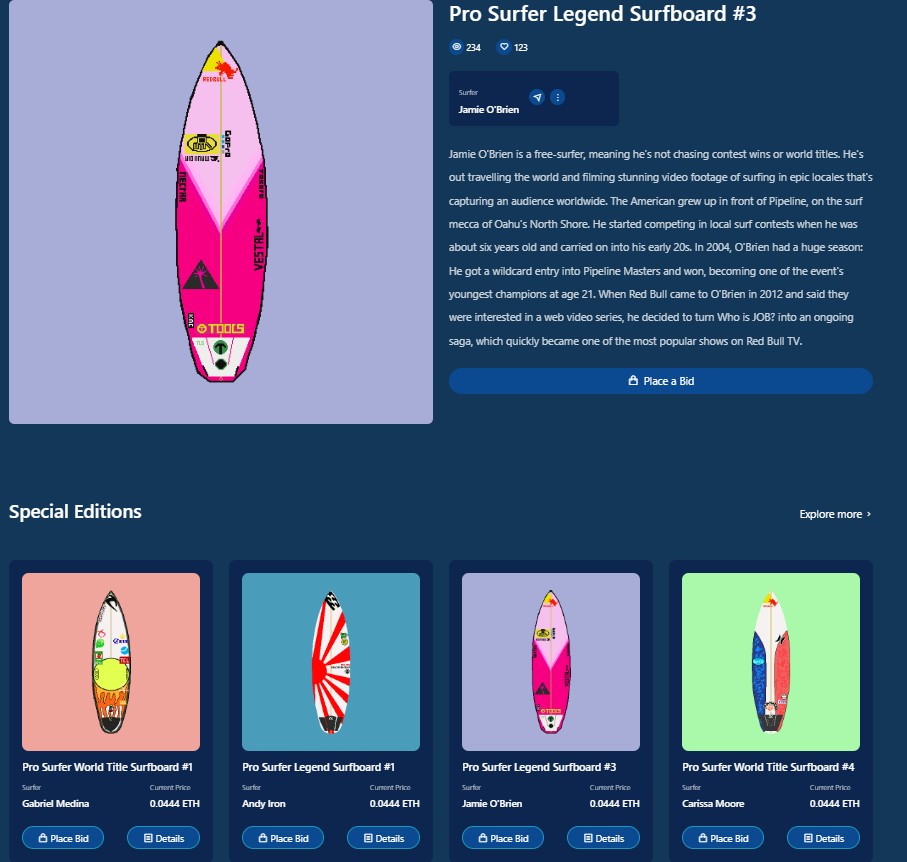 Pro Surfer Legend Surfboard #3
234 123
Surfer
Jamie O'Brien
REDBULL
GoPro
VESTAL
TOOLS
Jamie O'Brien is a free-surfer, meaning he's not chasing contest wins or world titles. He's
out travelling the world and filming stunning video footage of surfing in epic locales that's
capturing an audience worldwide. The American grew up in front of Pipeline, on the surf
mecca of Oahu's North Shore. He started competing in local surf contests when he was
about six years old and carried on into his early 20s. In 2004, O'Brien had a huge season:
He got a wildcard entry into Pipeline Masters and won, becoming one of the event's
youngest champions at age 21. When Red Bull came to O'Brien in 2012 and said they
were interested in a web video series, he decided to turn Who is JOB? into an ongoing
saga, which quickly became one of the most popular shows on Red Bull TV.
Place a Bid
Special Editions
Explore more ›
TOOLS
Pro Surfer World Title Surfboard #1
Surfer Current Price
Gabriel Medina 0.0444 ETH
Place Bid Details
Pro Surfer Legend Surfboard #1
Surfer Current Price
Andy Iron 0.0444 ETH
Place Bid Details
Pro Surfer Legend Surfboard #3
Surfer Current Price
Jamie O'Brien 0.0444 ETH
Place Bid Details
Pro Surfer World Title Surfboard #4
Surfer Current Price
Carissa Moore 0.0444 ETH
Place Bid Details